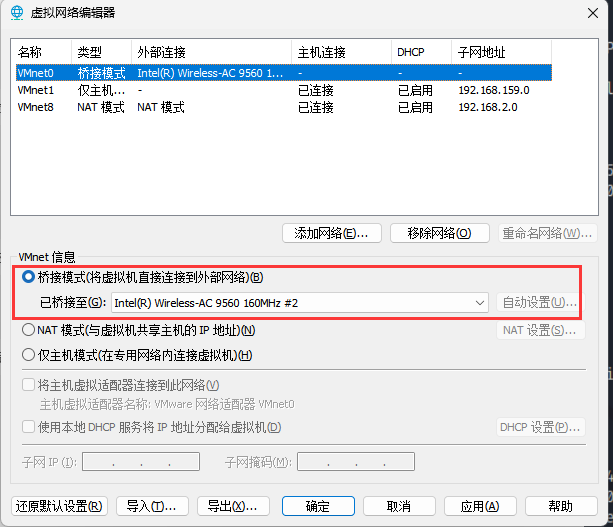 虚拟网络编辑器
名称 类型 外部连接 主机连接 DHCP 子网地址
VMnet0 桥接模式 Intel(R) Wireless-AC 9560 1... - - -
VMnet1 仅主机... - 已连接 已启用 192.168.159.0
VMnet8 NAT 模式 NAT 模式 已连接 已启用 192.168.2.0
添加网络(E)... 移除网络(O) 重命名网络(W)...
VMnet 信息
桥接模式(将虚拟机直接连接到外部网络)(B)
已桥接至(G): Intel(R) Wireless-AC 9560 160MHz #2 自动设置(U)...
NAT 模式(与虚拟机共享主机的 IP 地址)(N) NAT 设置(S)...
仅主机模式(在专用网络内连接虚拟机)(H)
将主机虚拟适配器连接到此网络(V)
主机虚拟适配器名称: VMware 网络适配器 VMnet0
使用本地 DHCP 服务将 IP 地址分配给虚拟机(D) DHCP 设置(P)...
子网 IP (I): . . . 子网掩码(M): . . .
还原默认设置(R) 导入(T)... 导出(X)... 确定 取消 应用(A) 帮助